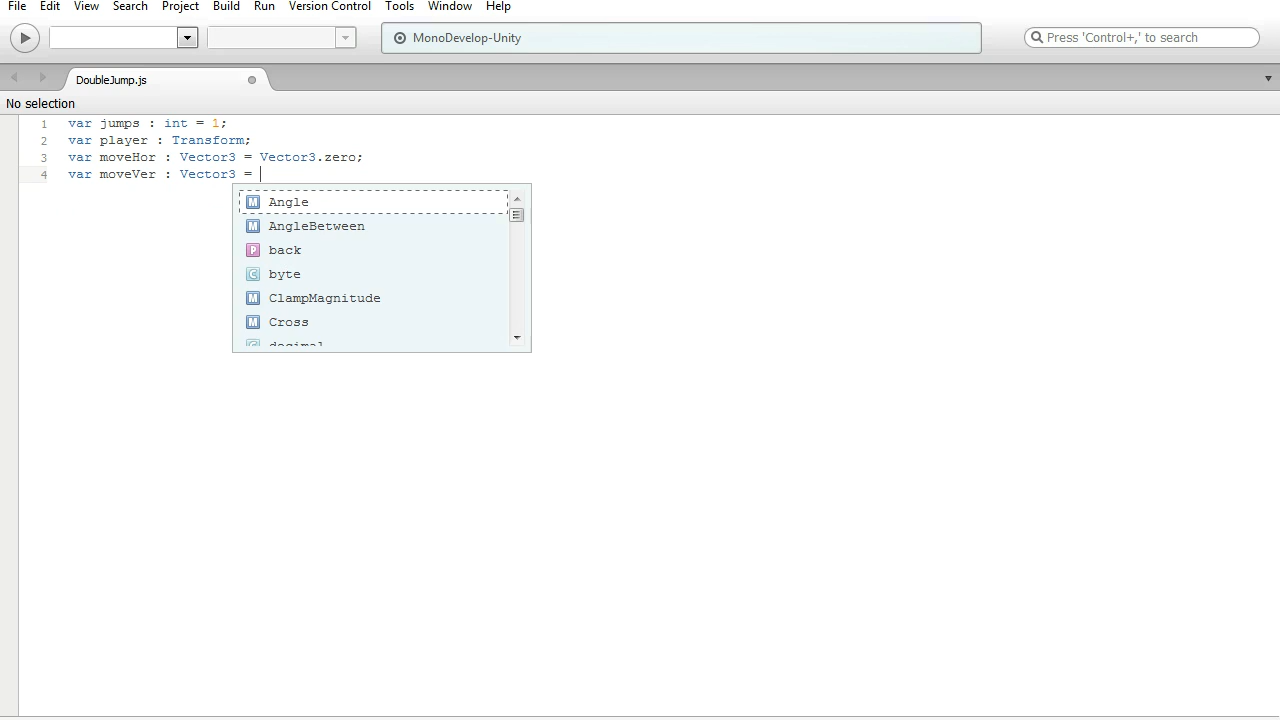 File Edit View Search Project Build Run Version Control Tools Window Help
MonoDevelop-Unity
Press 'Control+,' to search
DoubleJump.js
No selection
1 var jumps : int = 1;
2 var player : Transform;
3 var moveHor : Vector3 = Vector3.zero;
4 var moveVer : Vector3 =
M Angle
M AngleBetween
P back
C byte
M ClampMagnitude
M Cross
C decimal